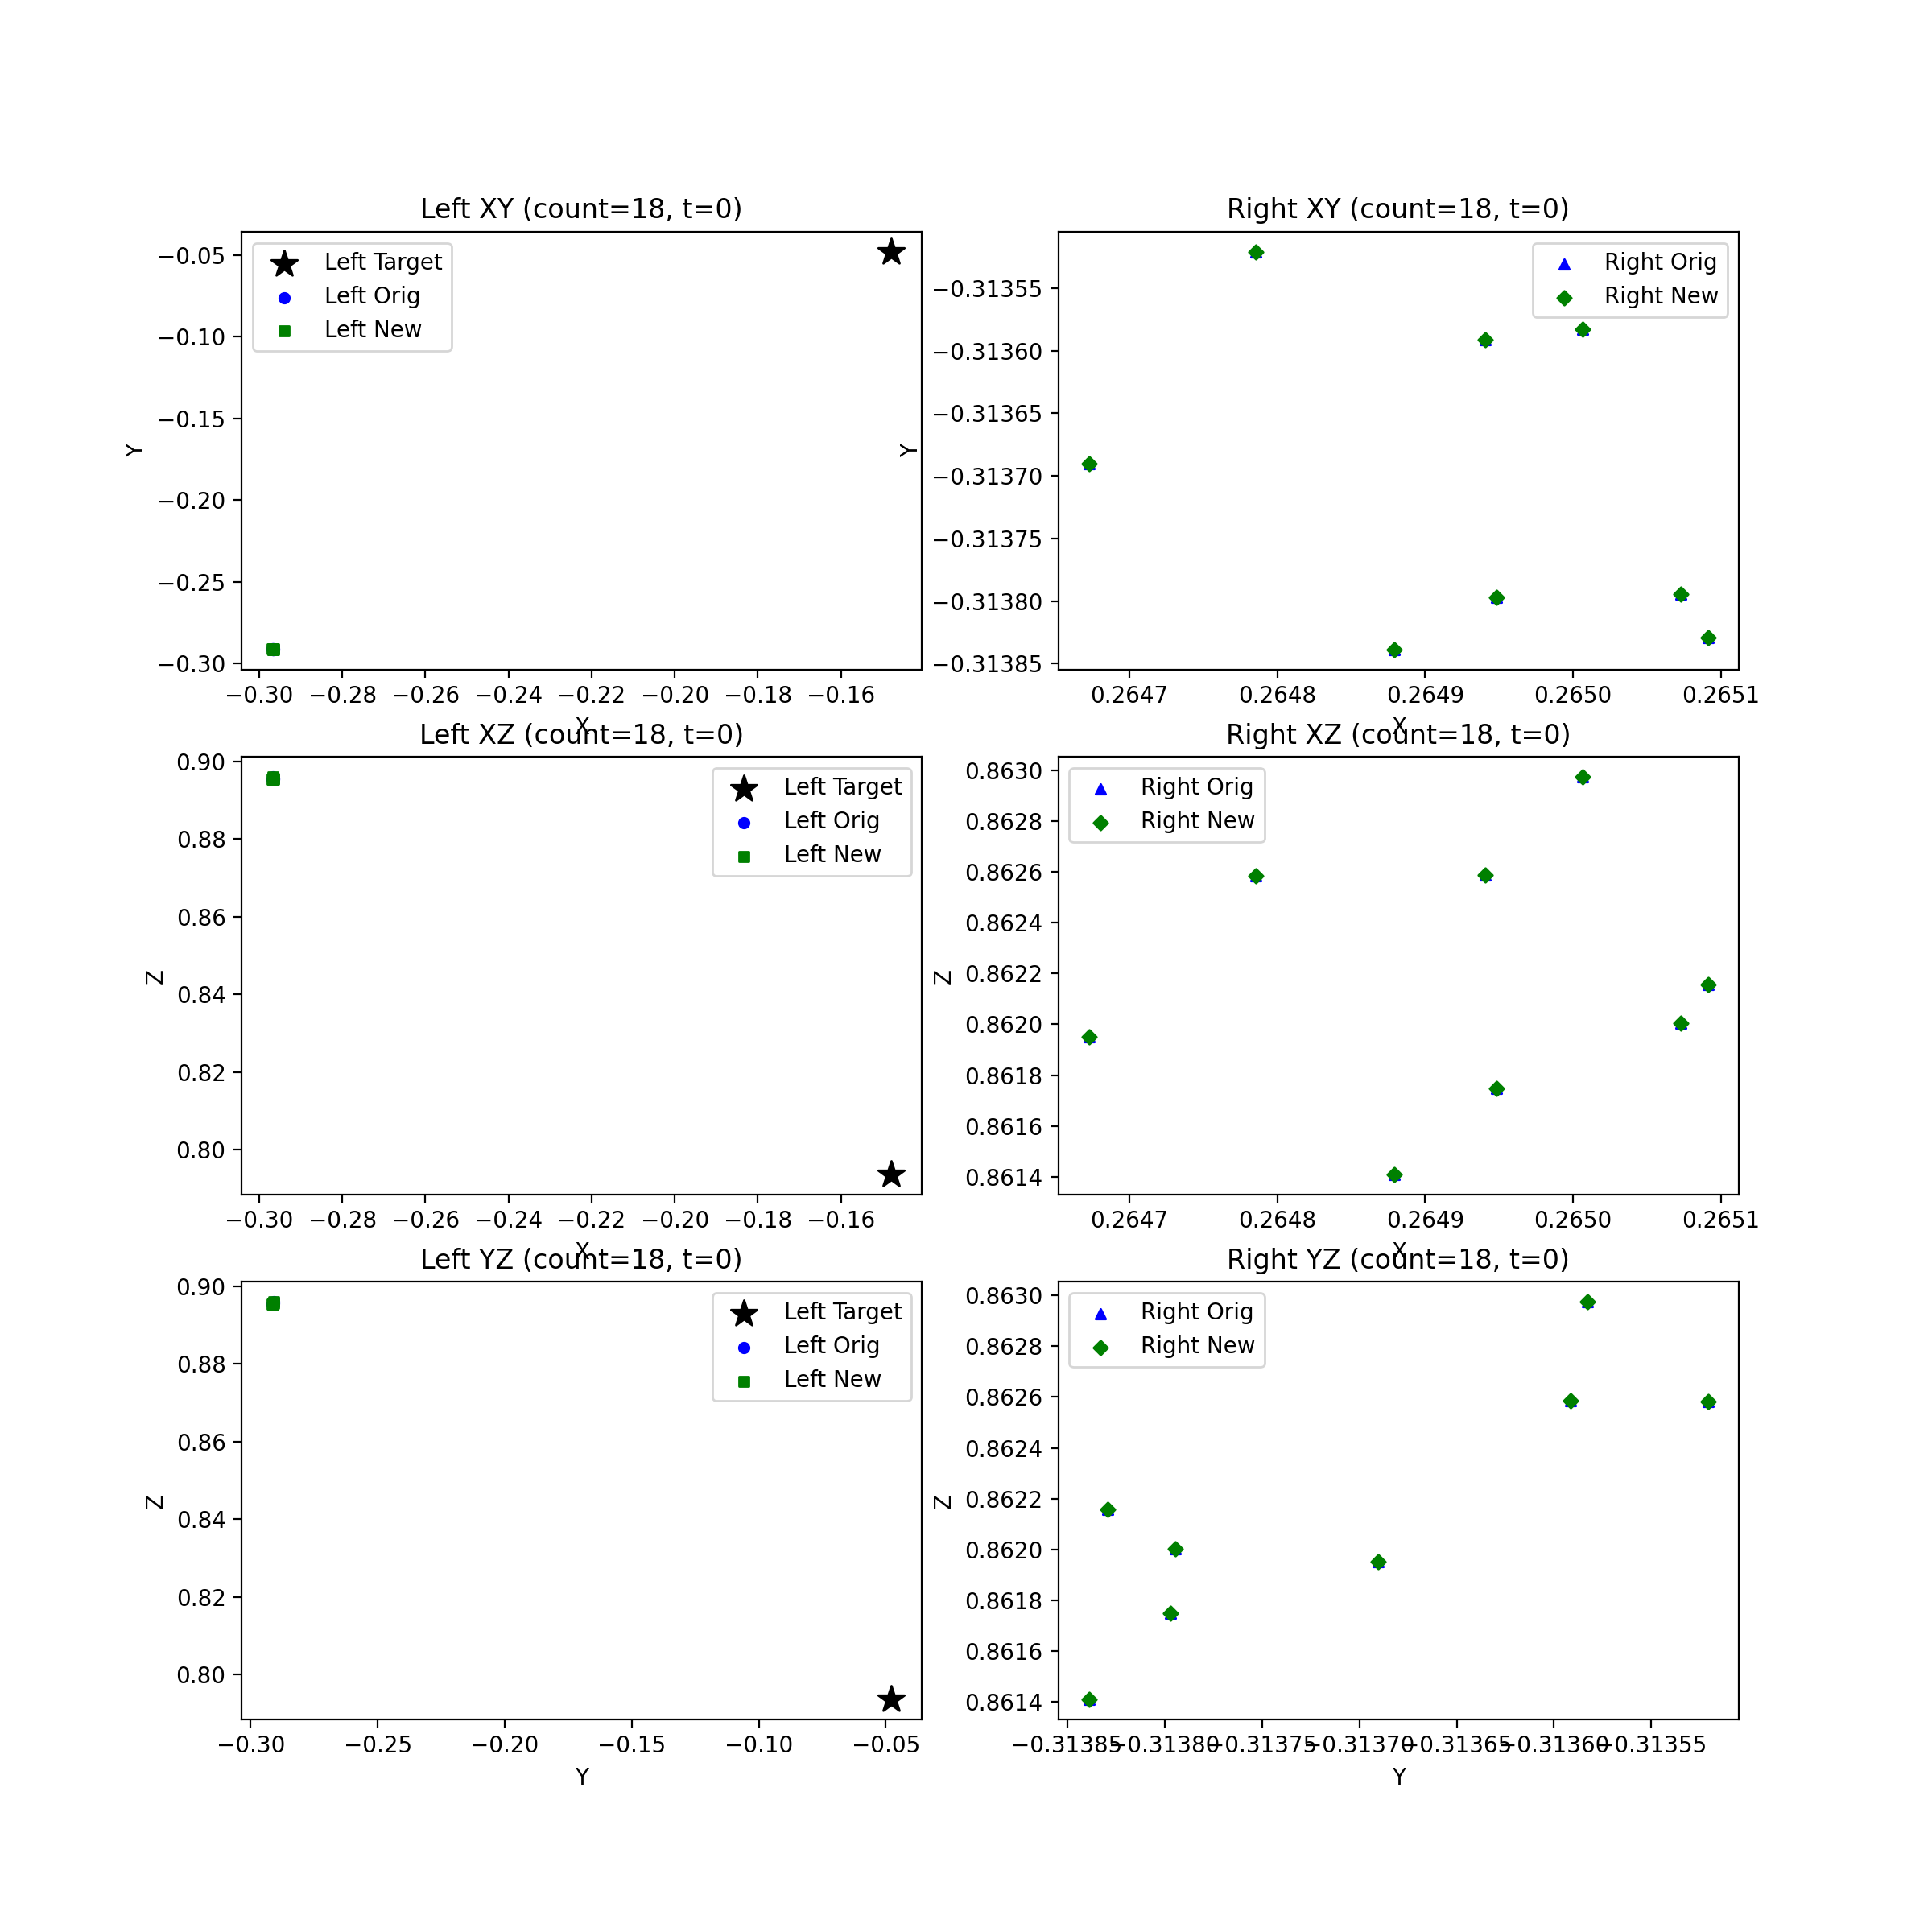 Left XY (count=18, t=0)
Left Target
Left Orig
Left New
−0.05
−0.10
−0.15
−0.20
−0.25
−0.30
Y
−0.30 −0.28 −0.26 −0.24 −0.22 −0.20 −0.18 −0.16
X
Right XY (count=18, t=0)
Right Orig
Right New
−0.31355
−0.31360
−0.31365
−0.31370
−0.31375
−0.31380
−0.31385
Y
0.2647 0.2648 0.2649 0.2650 0.2651
X
Left XZ (count=18, t=0)
Left Target
Left Orig
Left New
0.90
0.88
0.86
0.84
0.82
0.80
Z
−0.30 −0.28 −0.26 −0.24 −0.22 −0.20 −0.18 −0.16
X
Right XZ (count=18, t=0)
Right Orig
Right New
0.8630
0.8628
0.8626
0.8624
0.8622
0.8620
0.8618
0.8616
0.8614
Z
0.2647 0.2648 0.2649 0.2650 0.2651
X
Left YZ (count=18, t=0)
Left Target
Left Orig
Left New
0.90
0.88
0.86
0.84
0.82
0.80
Z
−0.30 −0.25 −0.20 −0.15 −0.10 −0.05
Y
Right YZ (count=18, t=0)
Right Orig
Right New
0.8630
0.8628
0.8626
0.8624
0.8622
0.8620
0.8618
0.8616
0.8614
Z
−0.31385 −0.31380 −0.31375 −0.31370 −0.31365 −0.31360 −0.31355
Y